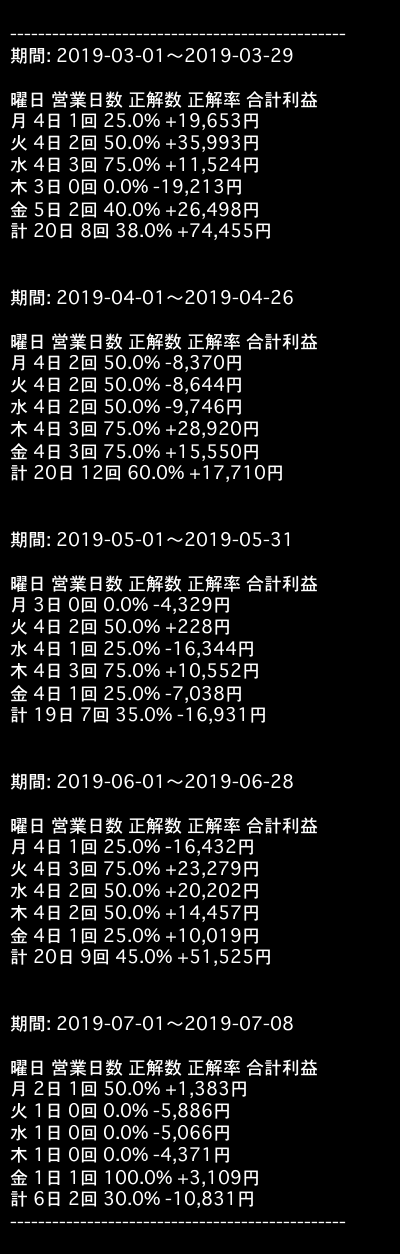 ------------------------------------------------
期間: 2019-03-01～2019-03-29
曜日 営業日数 正解数 正解率 合計利益
月 4日 1回 25.0% +19,653円
火 4日 2回 50.0% +35,993円
水 4日 3回 75.0% +11,524円
木 3日 0回 0.0% -19,213円
金 5日 2回 40.0% +26,498円
計 20日 8回 38.0% +74,455円
期間: 2019-04-01～2019-04-26
曜日 営業日数 正解数 正解率 合計利益
月 4日 2回 50.0% -8,370円
火 4日 2回 50.0% -8,644円
水 4日 2回 50.0% -9,746円
木 4日 3回 75.0% +28,920円
金 4日 3回 75.0% +15,550円
計 20日 12回 60.0% +17,710円
期間: 2019-05-01～2019-05-31
曜日 営業日数 正解数 正解率 合計利益
月 3日 0回 0.0% -4,329円
火 4日 2回 50.0% +228円
水 4日 1回 25.0% -16,344円
木 4日 3回 75.0% +10,552円
金 4日 1回 25.0% -7,038円
計 19日 7回 35.0% -16,931円
期間: 2019-06-01～2019-06-28
曜日 営業日数 正解数 正解率 合計利益
月 4日 1回 25.0% -16,432円
火 4日 3回 75.0% +23,279円
水 4日 2回 50.0% +20,202円
木 4日 2回 50.0% +14,457円
金 4日 1回 25.0% +10,019円
計 20日 9回 45.0% +51,525円
期間: 2019-07-01～2019-07-08
曜日 営業日数 正解数 正解率 合計利益
月 2日 1回 50.0% +1,383円
火 1日 0回 0.0% -5,886円
水 1日 0回 0.0% -5,066円
木 1日 0回 0.0% -4,371円
金 1日 1回 100.0% +3,109円
計 6日 2回 30.0% -10,831円
------------------------------------------------